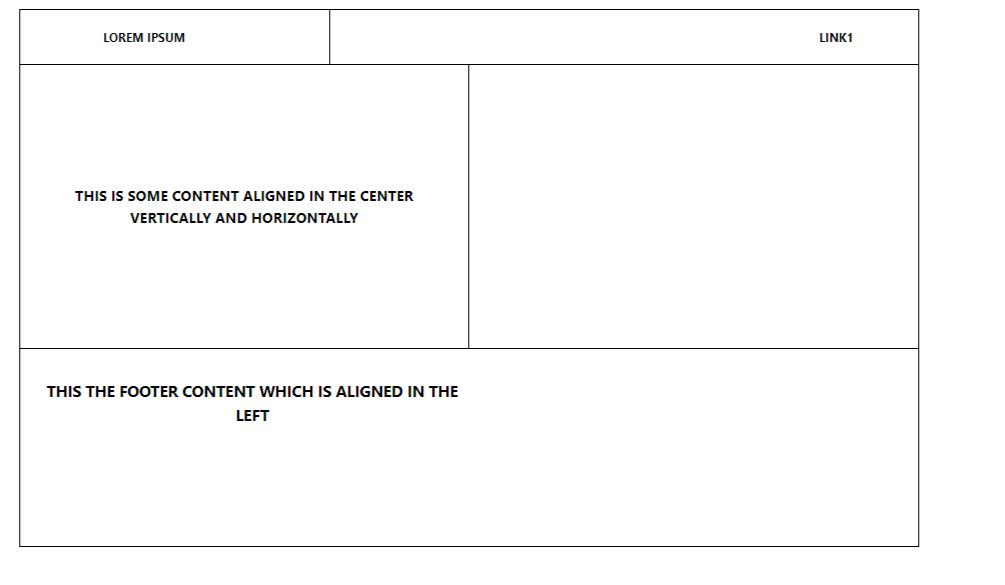 LOREM IPSUM
LINK1
THIS IS SOME CONTENT ALIGNED IN THE CENTER
VERTICALLY AND HORIZONTALLY
THIS THE FOOTER CONTENT WHICH IS ALIGNED IN THE
LEFT